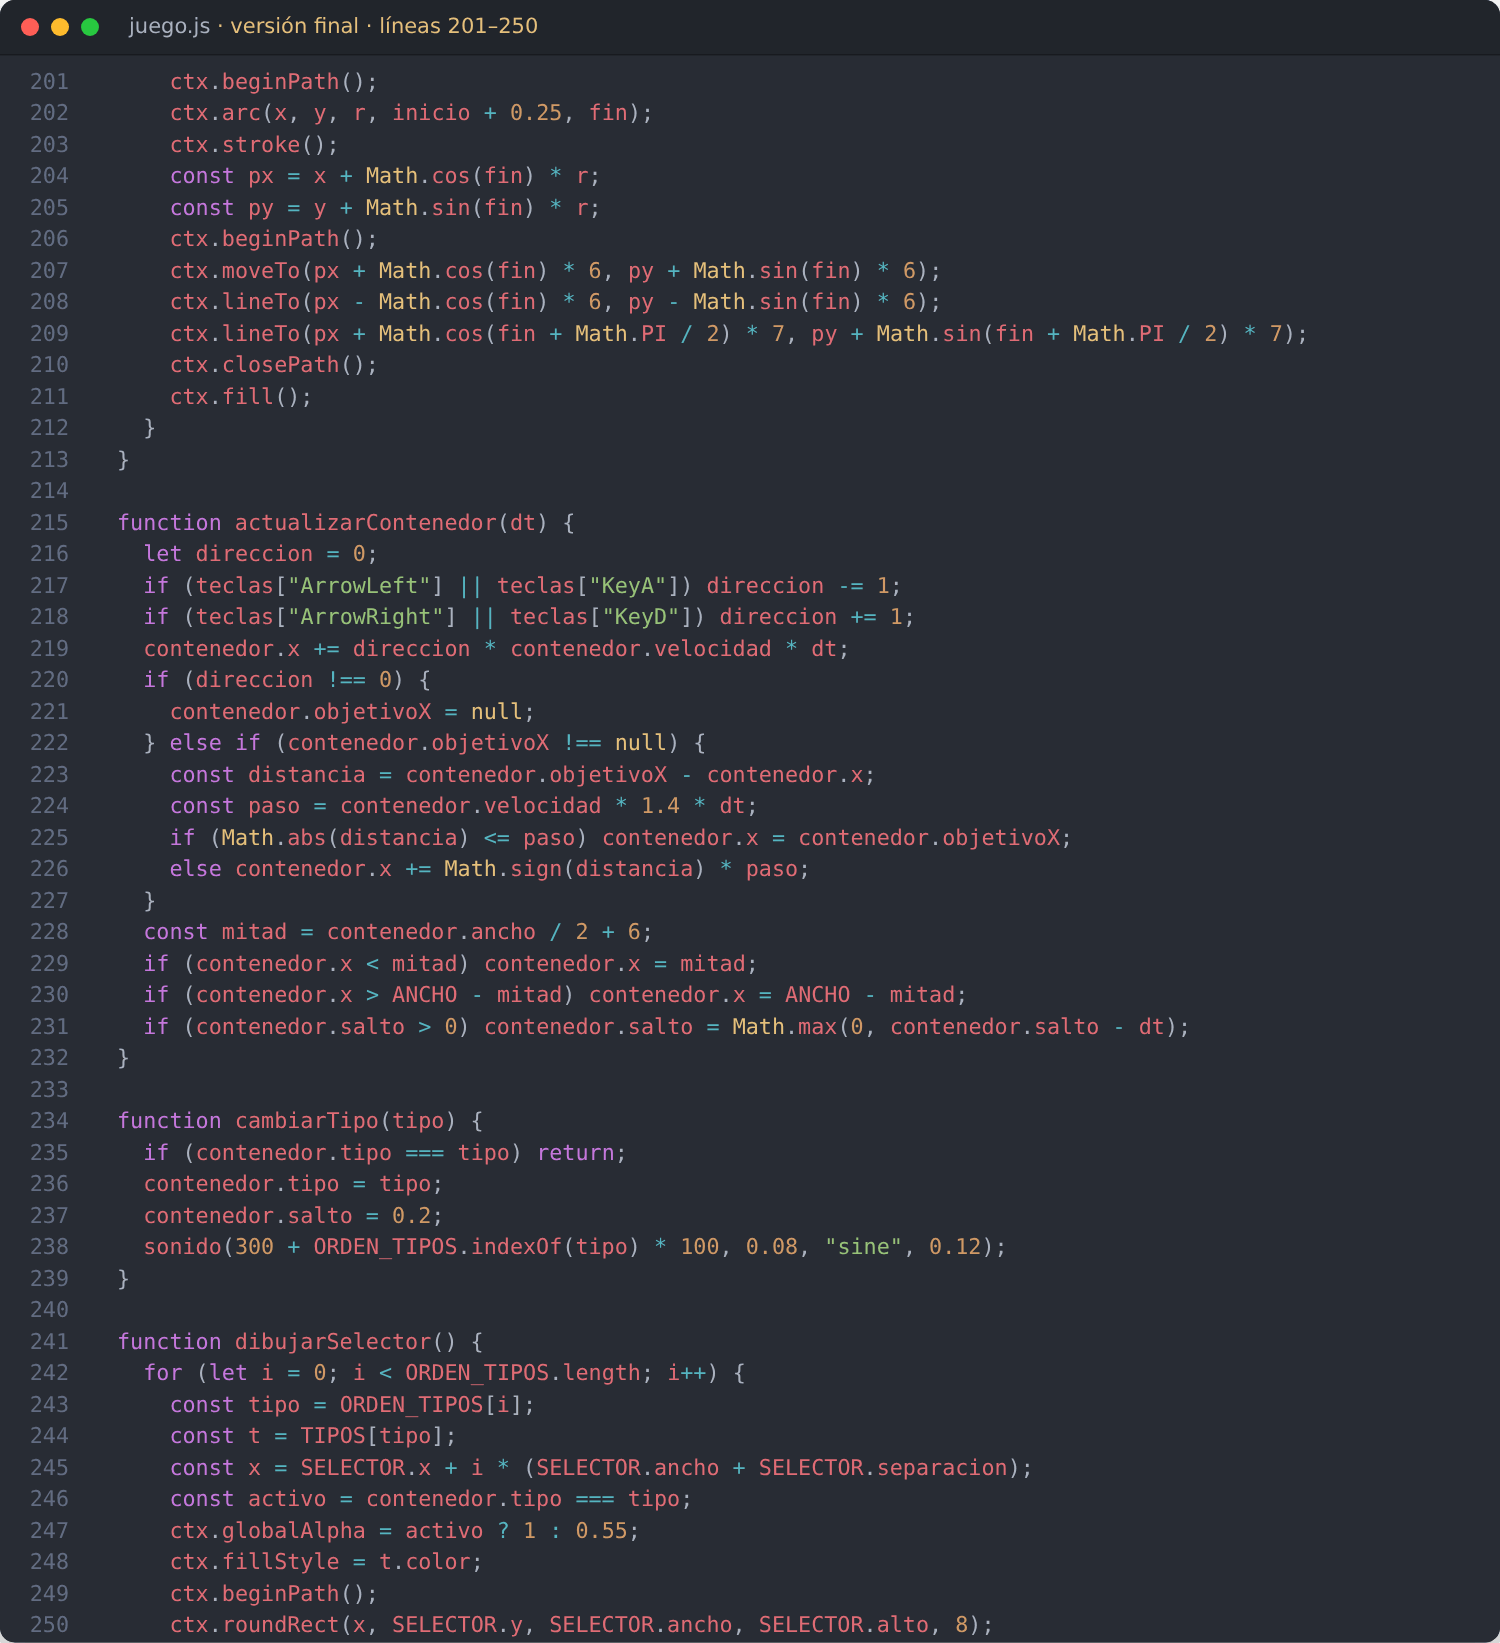 juego.js · versión final · líneas 201–250
201 ctx.beginPath();
202 ctx.arc(x, y, r, inicio + 0.25, fin);
203 ctx.stroke();
204 const px = x + Math.cos(fin) * r;
205 const py = y + Math.sin(fin) * r;
206 ctx.beginPath();
207 ctx.moveTo(px + Math.cos(fin) * 6, py + Math.sin(fin) * 6);
208 ctx.lineTo(px - Math.cos(fin) * 6, py - Math.sin(fin) * 6);
209 ctx.lineTo(px + Math.cos(fin + Math.PI / 2) * 7, py + Math.sin(fin + Math.PI / 2) * 7);
210 ctx.closePath();
211 ctx.fill();
212 }
213 }
214
215 function actualizarContenedor(dt) {
216 let direccion = 0;
217 if (teclas["ArrowLeft"] || teclas["KeyA"]) direccion -= 1;
218 if (teclas["ArrowRight"] || teclas["KeyD"]) direccion += 1;
219 contenedor.x += direccion * contenedor.velocidad * dt;
220 if (direccion !== 0) {
221 contenedor.objetivoX = null;
222 } else if (contenedor.objetivoX !== null) {
223 const distancia = contenedor.objetivoX - contenedor.x;
224 const paso = contenedor.velocidad * 1.4 * dt;
225 if (Math.abs(distancia) <= paso) contenedor.x = contenedor.objetivoX;
226 else contenedor.x += Math.sign(distancia) * paso;
227 }
228 const mitad = contenedor.ancho / 2 + 6;
229 if (contenedor.x < mitad) contenedor.x = mitad;
230 if (contenedor.x > ANCHO - mitad) contenedor.x = ANCHO - mitad;
231 if (contenedor.salto > 0) contenedor.salto = Math.max(0, contenedor.salto - dt);
232 }
233
234 function cambiarTipo(tipo) {
235 if (contenedor.tipo === tipo) return;
236 contenedor.tipo = tipo;
237 contenedor.salto = 0.2;
238 sonido(300 + ORDEN_TIPOS.indexOf(tipo) * 100, 0.08, "sine", 0.12);
239 }
240
241 function dibujarSelector() {
242 for (let i = 0; i < ORDEN_TIPOS.length; i++) {
243 const tipo = ORDEN_TIPOS[i];
244 const t = TIPOS[tipo];
245 const x = SELECTOR.x + i * (SELECTOR.ancho + SELECTOR.separacion);
246 const activo = contenedor.tipo === tipo;
247 ctx.globalAlpha = activo ? 1 : 0.55;
248 ctx.fillStyle = t.color;
249 ctx.beginPath();
250 ctx.roundRect(x, SELECTOR.y, SELECTOR.ancho, SELECTOR.alto, 8);